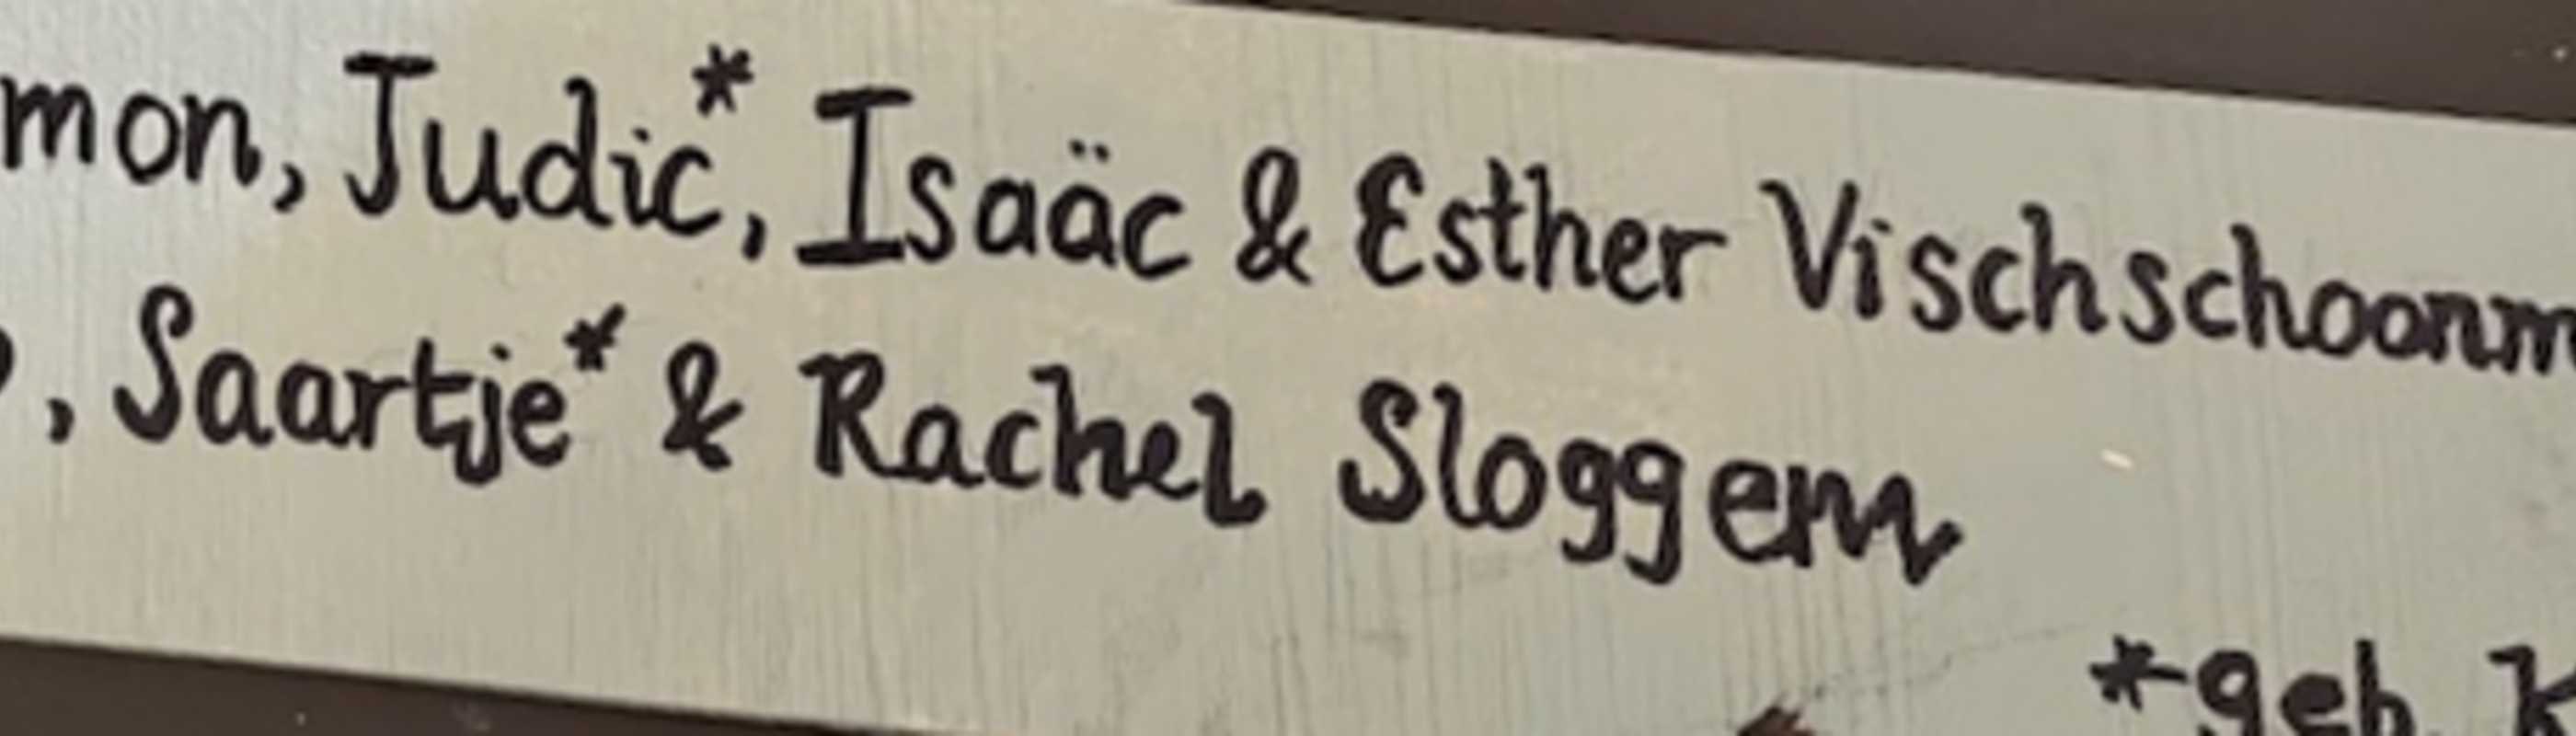 mon, Judic*, Isaäc & Esther Vischschoonm
, Saartje* & Rachel Sloggem
*geb. K